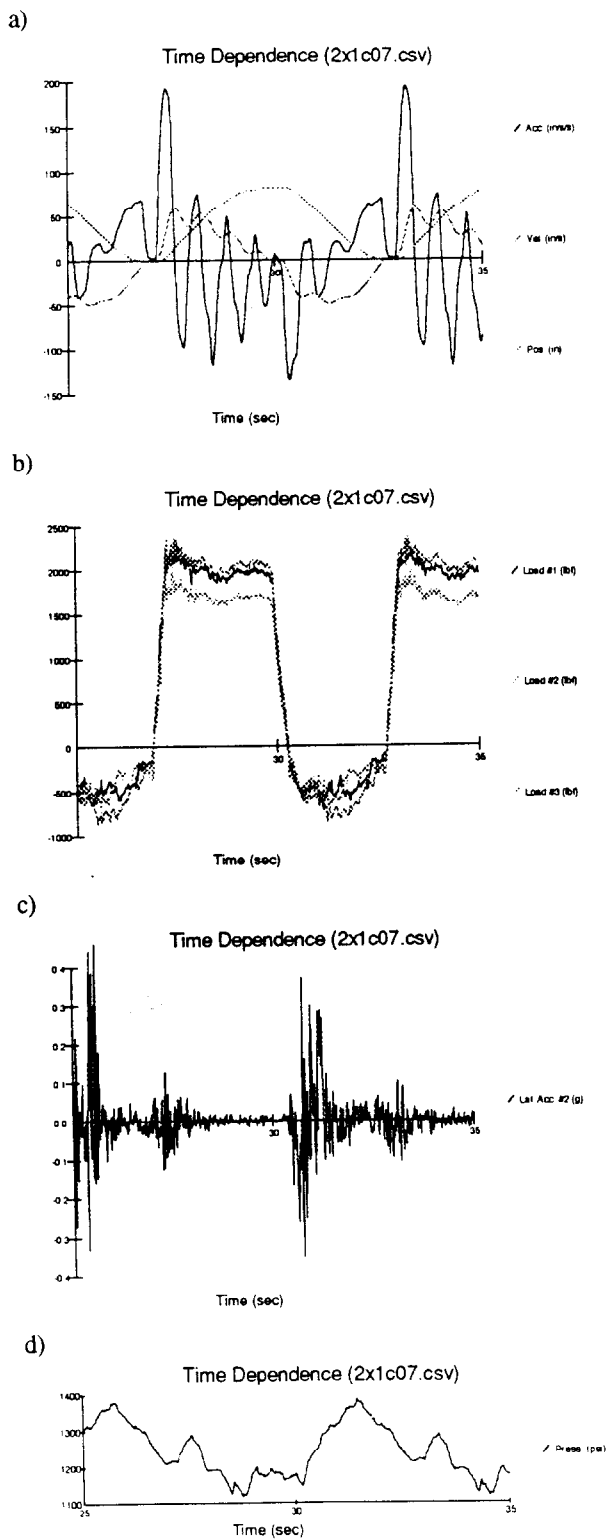 a)
Time Dependence (2x1c07.csv)
200
150
100
50
0
-50
-100
-150
30
35
Acc (in/s/s)
Vel (in/s)
Pos (in)
Time (sec)
b)
Time Dependence (2x1c07.csv)
2500
2000
1500
1000
500
0
-500
-1000
30
35
Load #1 (lbf)
Load #2 (lbf)
Load #3 (lbf)
Time (sec)
c)
Time Dependence (2x1c07.csv)
0.4
0.3
0.2
0.1
0.0
-0.1
-0.2
-0.3
-0.4
30
35
Lat Acc #2 (g)
Time (sec)
d)
Time Dependence (2x1c07.csv)
1400
1300
1200
1100
25
30
35
Press (psi)
Time (sec)